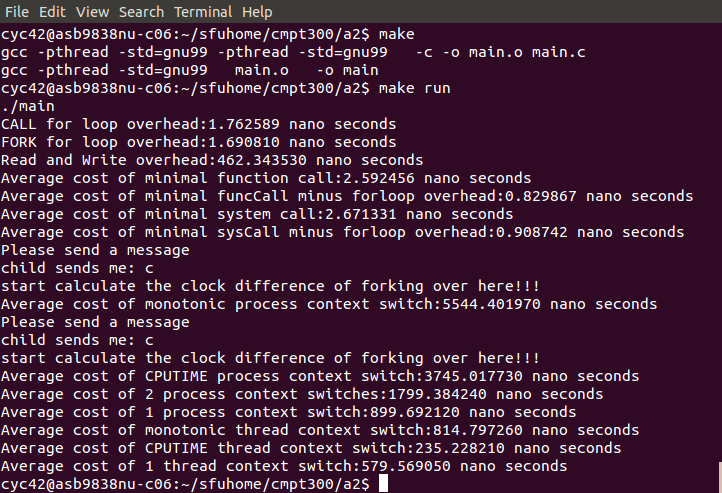 File Edit View Search Terminal Help
cyc42@asb9838nu-c06:~/sfuhome/cmpt300/a2$ make
gcc -pthread -std=gnu99 -pthread -std=gnu99   -c -o main.o main.c
gcc -pthread -std=gnu99   main.o   -o main
cyc42@asb9838nu-c06:~/sfuhome/cmpt300/a2$ make run
./main
CALL for loop overhead:1.762589 nano seconds
FORK for loop overhead:1.690810 nano seconds
Read and Write overhead:462.343530 nano seconds
Average cost of minimal function call:2.592456 nano seconds
Average cost of minimal funcCall minus forloop overhead:0.829867 nano seconds
Average cost of minimal system call:2.671331 nano seconds
Average cost of minimal sysCall minus forloop overhead:0.908742 nano seconds
Please send a message
child sends me: c
start calculate the clock difference of forking over here!!!
Average cost of monotonic process context switch:5544.401970 nano seconds
Please send a message
child sends me: c
start calculate the clock difference of forking over here!!!
Average cost of CPUTIME process context switch:3745.017730 nano seconds
Average cost of 2 process context switches:1799.384240 nano seconds
Average cost of 1 process context switch:899.692120 nano seconds
Average cost of monotonic thread context switch:814.797260 nano seconds
Average cost of CPUTIME thread context switch:235.228210 nano seconds
Average cost of 1 thread context switch:579.569050 nano seconds
cyc42@asb9838nu-c06:~/sfuhome/cmpt300/a2$